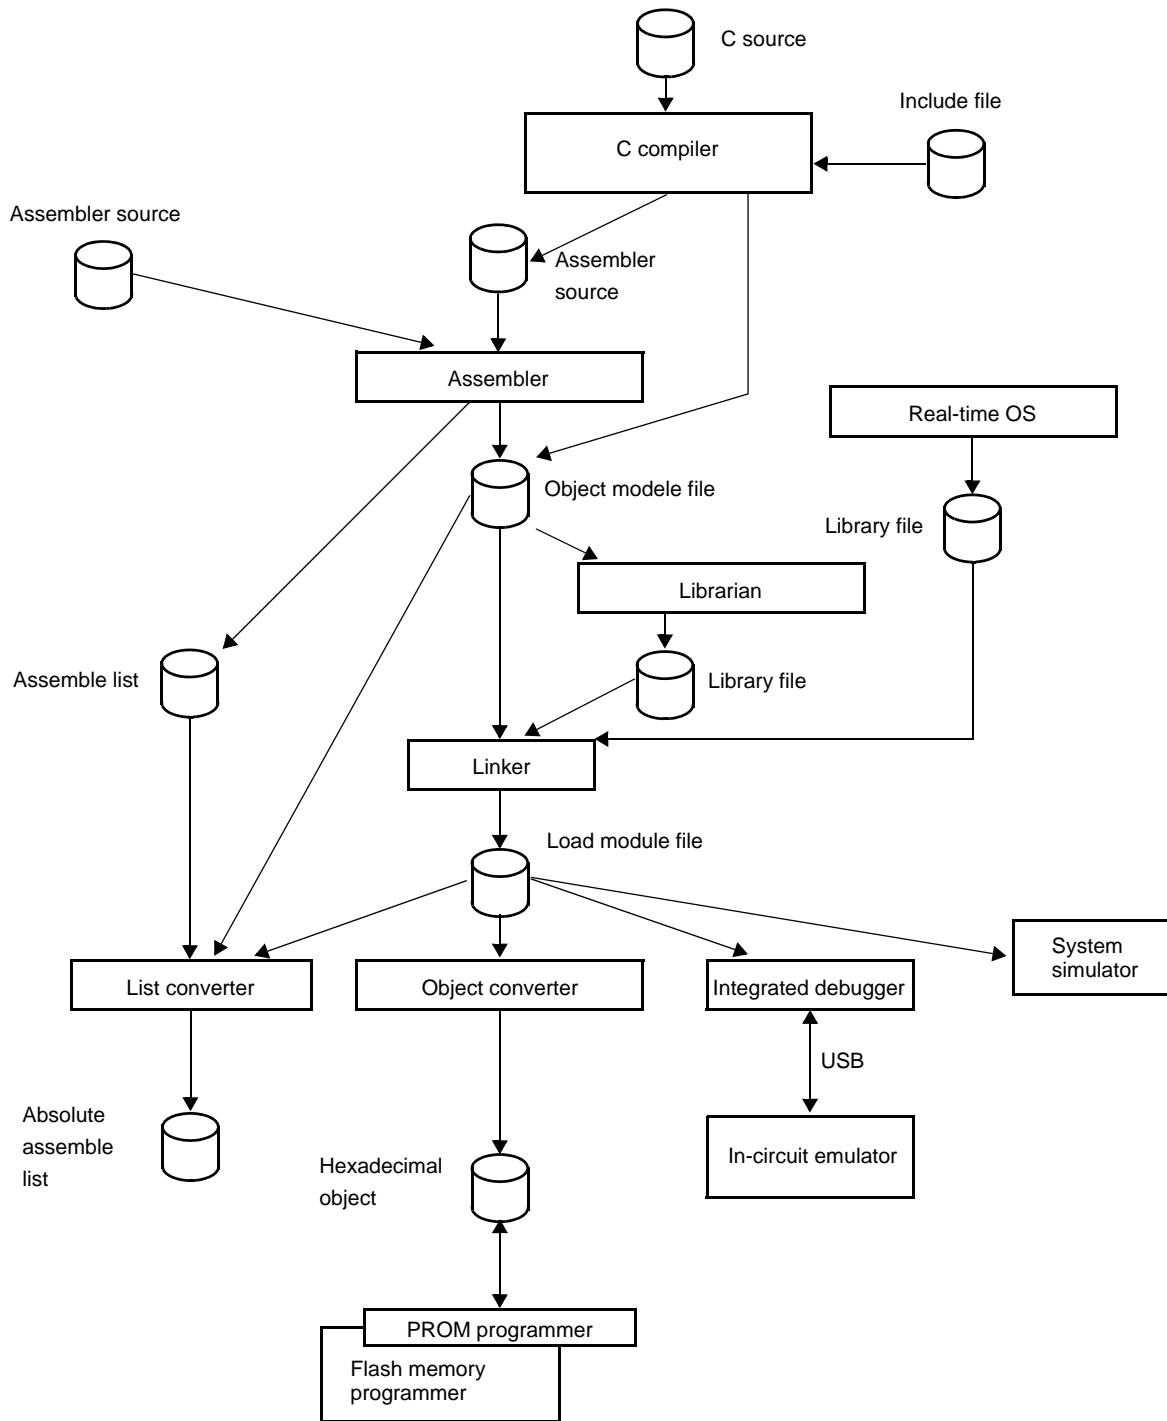 C source
Include file
C compiler
Assembler source
Assembler
source
Assembler
Real-time OS
Object modele file
Library file
Librarian
Assemble list
Library file
Linker
Load module file
System
simulator
List converter
Object converter
Integrated debugger
USB
Absolute
assemble
list
In-circuit emulator
Hexadecimal
object
PROM programmer
Flash memory
programmer